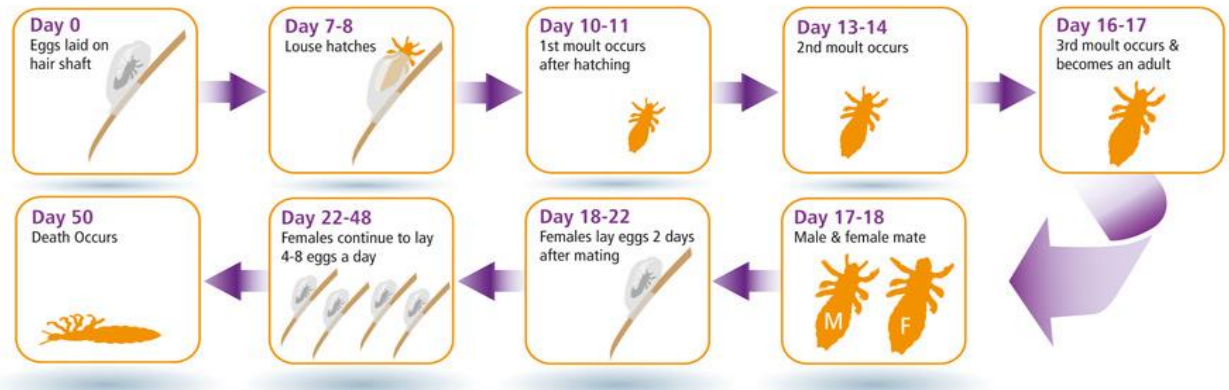 Day 0
Eggs laid on
hair shaft
Day 7-8
Louse hatches
Day 10-11
1st moult occurs
after hatching
Day 13-14
2nd moult occurs
Day 16-17
3rd moult occurs &
becomes an adult
Day 17-18
Male & female mate
M
F
Day 18-22
Females lay eggs 2 days
after mating
Day 22-48
Females continue to lay
4-8 eggs a day
Day 50
Death Occurs